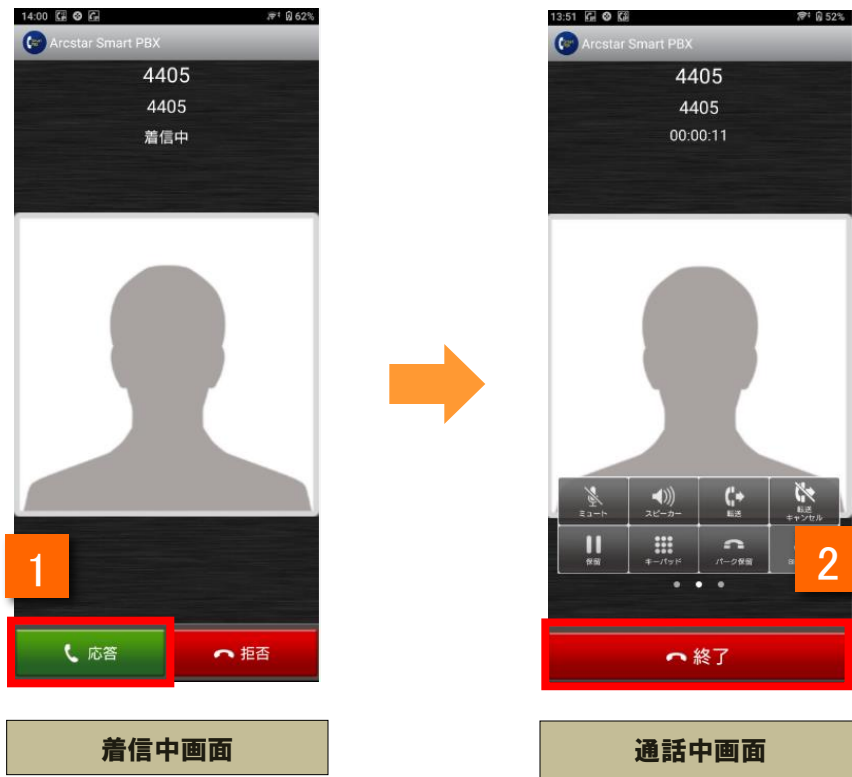 14:00
62%
Arcstar Smart PBX
4405
4405
着信中
1
応答
拒否
着信中画面
13:51
52%
Arcstar Smart PBX
4405
4405
00:00:11
ミュート
スピーカー
転送
転送
キャンセル
保留
キーパッド
パーク保留
2
終了
通話中画面